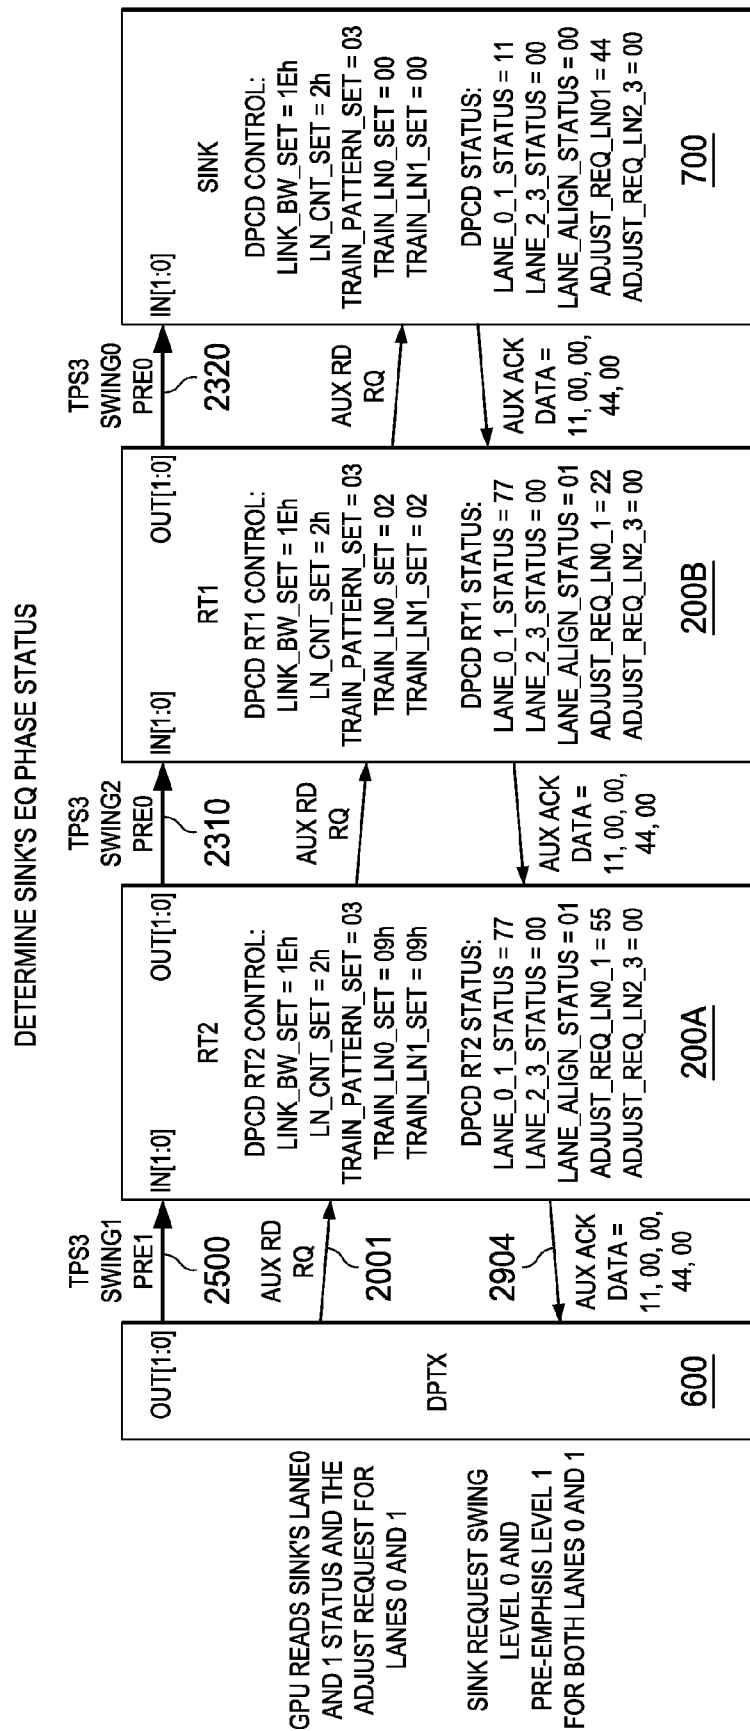 DETERMINE SINK'S EQ PHASE STATUS
GPU READS SINK'S LANE0
AND 1 STATUS AND THE
ADJUST REQUEST FOR
LANES 0 AND 1
SINK REQUEST SWING
LEVEL 0 AND
PRE-EMPHSIS LEVEL 1
FOR BOTH LANES 0 AND 1
OUT[1:0]
DPTX
600
TPS3
SWING1
PRE1
2500
AUX RD
RQ
2001
2904
AUX ACK
DATA =
11, 00, 00,
44, 00
IN[1:0]
OUT[1:0]
RT2
DPCD RT2 CONTROL:
LINK_BW_SET = 1Eh
LN_CNT_SET = 2h
TRAIN_PATTERN_SET = 03
TRAIN_LN0_SET = 09h
TRAIN_LN1_SET = 09h
DPCD RT2 STATUS:
LANE_0_1_STATUS = 77
LANE_2_3_STATUS = 00
LANE_ALIGN_STATUS = 01
ADJUST_REQ_LN0_1 = 55
ADJUST_REQ_LN2_3 = 00
200A
TPS3
SWING2
PRE0
2310
AUX RD
RQ
AUX ACK
DATA =
11, 00, 00,
44, 00
IN[1:0]
OUT[1:0]
RT1
DPCD RT1 CONTROL:
LINK_BW_SET = 1Eh
LN_CNT_SET = 2h
TRAIN_PATTERN_SET = 03
TRAIN_LN0_SET = 02
TRAIN_LN1_SET = 02
DPCD RT1 STATUS:
LANE_0_1_STATUS = 77
LANE_2_3_STATUS = 00
LANE_ALIGN_STATUS = 01
ADJUST_REQ_LN0_1 = 22
ADJUST_REQ_LN2_3 = 00
200B
TPS3
SWING0
PRE0
2320
AUX RD
RQ
AUX ACK
DATA =
11, 00, 00,
44, 00
IN[1:0]
SINK
DPCD CONTROL:
LINK_BW_SET = 1Eh
LN_CNT_SET = 2h
TRAIN_PATTERN_SET = 03
TRAIN_LN0_SET = 00
TRAIN_LN1_SET = 00
DPCD STATUS:
LANE_0_1_STATUS = 11
LANE_2_3_STATUS = 00
LANE_ALIGN_STATUS = 00
ADJUST_REQ_LN01 = 44
ADJUST_REQ_LN2_3 = 00
700